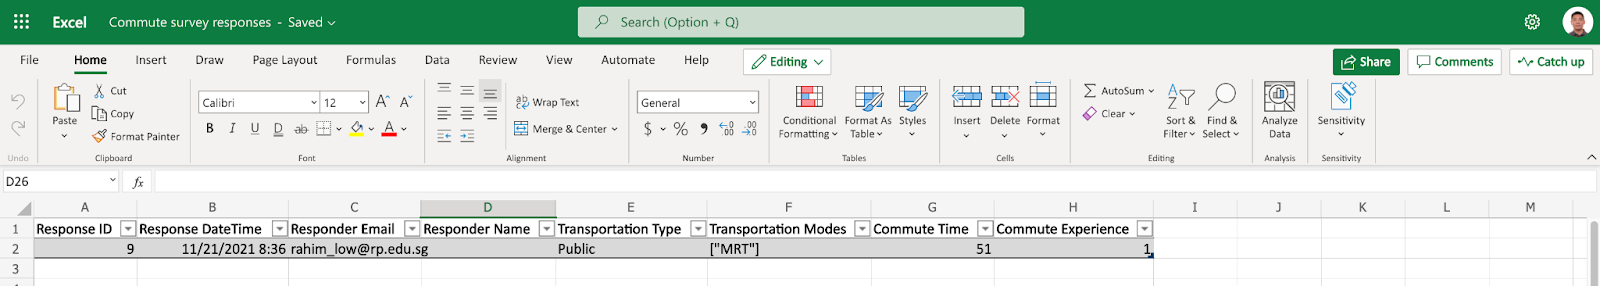 Excel Commute survey responses - Saved Search (Option + Q)
File Home Insert Draw Page Layout Formulas Data Review View Automate Help Editing Share Comments Catch up
Cut
Copy
Format Painter
Paste
Undo
Clipboard
Calibri 12 A A
B I U D ab A
Font
ab Wrap Text
Merge & Center
Alignment
General
$ % 9 .00 .00
Number
Conditional Formatting
Format As Table
Styles
Tables
Insert Delete Format
Cells
AutoSum
Clear
Sort & Filter
Find & Select
Editing
Analyze Data
Analysis
Sensitivity
Sensitivity
D26 fx
A B C D E F G H I J K L M
1 Response ID Response DateTime Responder Email Responder Name Transportation Type Transportation Modes Commute Time Commute Experience
2 9 11/21/2021 8:36 rahim_low@rp.edu.sg Public ["MRT"] 51 1
3